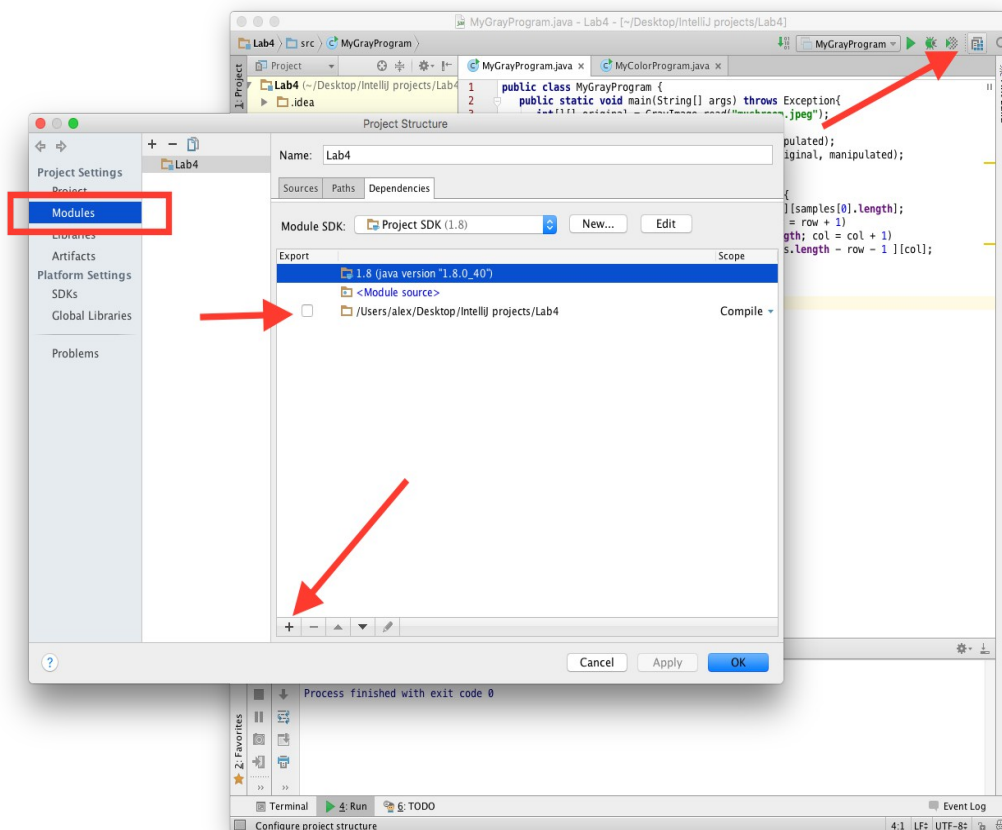 MyGrayProgram.java - Lab4 - [~/Desktop/IntelliJ projects/Lab4]
Lab4 src MyGrayProgram
MyGrayProgram
1: Project
Project
MyGrayProgram.java × MyColorProgram.java ×
Lab4 (~/Desktop/IntelliJ projects/Lab4
.idea
1 public class MyGrayProgram {
2 public static void main(String[] args) throws Exception{
pulated);
iginal, manipulated);
{
][samples[0].length];
= row + 1)
gth; col = col + 1)
s.length - row - 1 ][col];
Project Structure
Project Settings
Project
Modules
Libraries
Artifacts
Platform Settings
SDKs
Global Libraries
Problems
+ −
Lab4
Name: Lab4
Sources Paths Dependencies
Module SDK: Project SDK (1.8) New... Edit
Export Scope
1.8 (java version "1.8.0_40")
<Module source>
/Users/alex/Desktop/IntelliJ projects/Lab4 Compile
+ −
? Cancel Apply OK
Process finished with exit code 0
2: Favorites
Terminal 4: Run 6: TODO Event Log
Configure project structure 4:1 LF÷ UTF-8÷